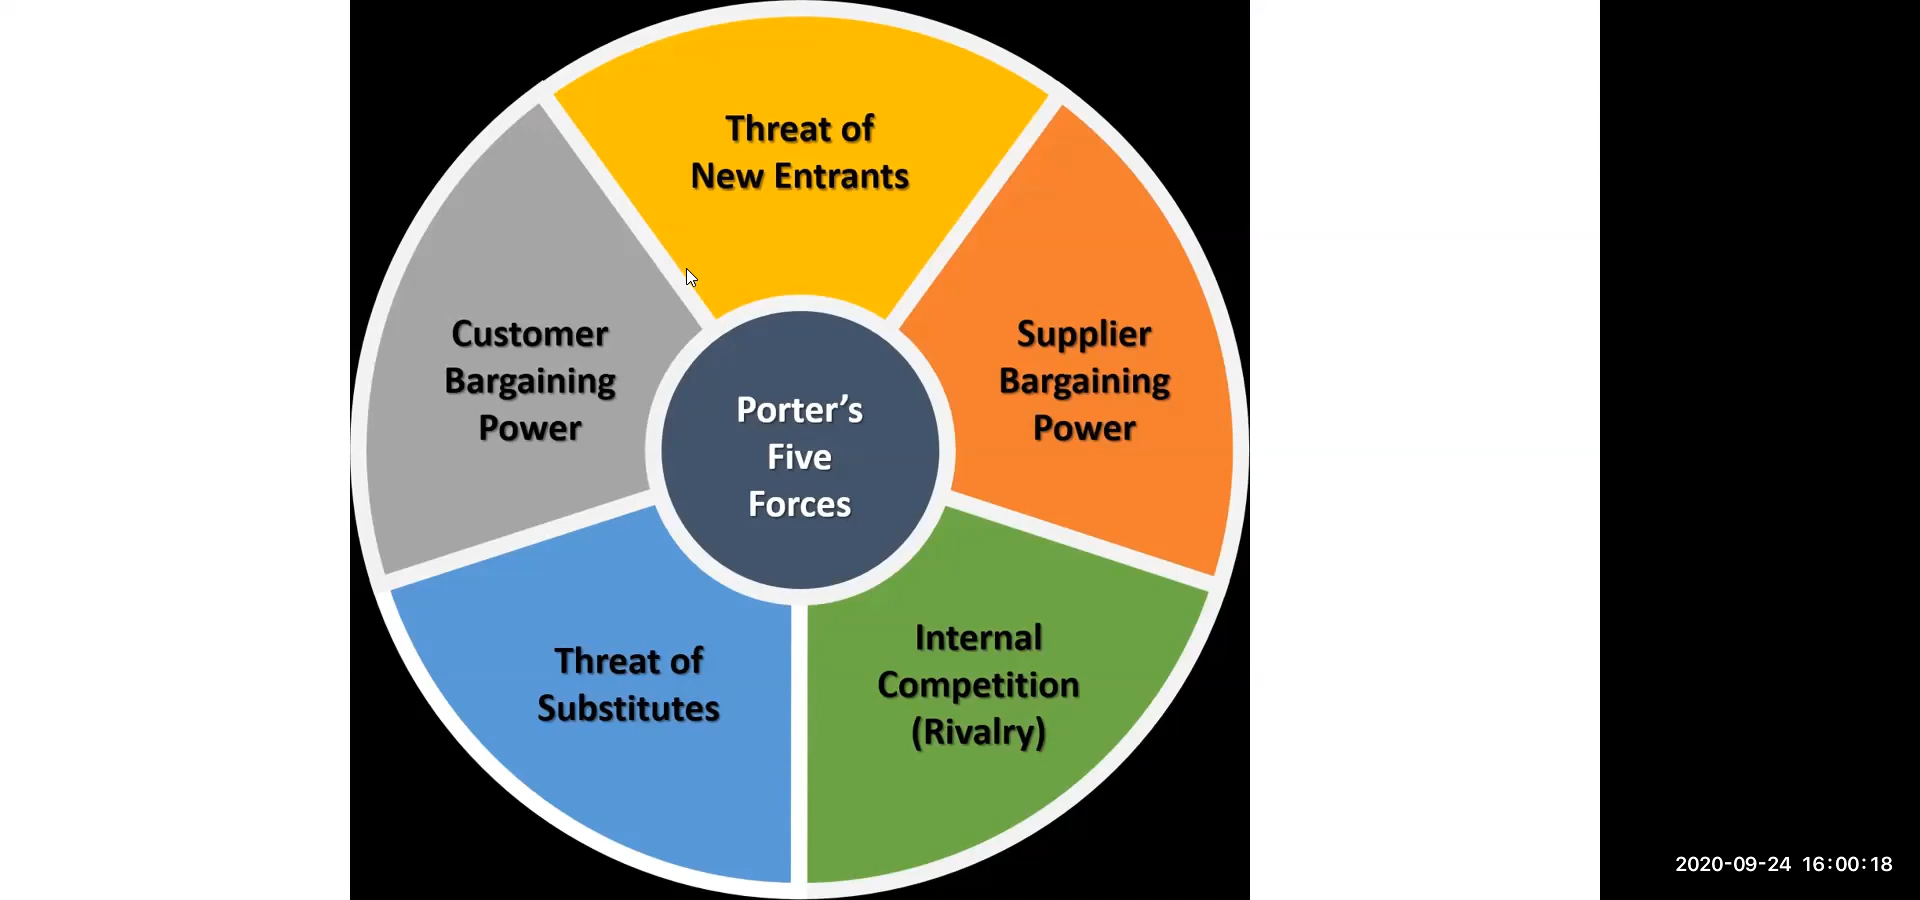 Threat of
New Entrants
Customer
Bargaining
Power
Supplier
Bargaining
Power
Porter’s
Five
Forces
Threat of
Substitutes
Internal
Competition
(Rivalry)
2020-09-24 16:00:18